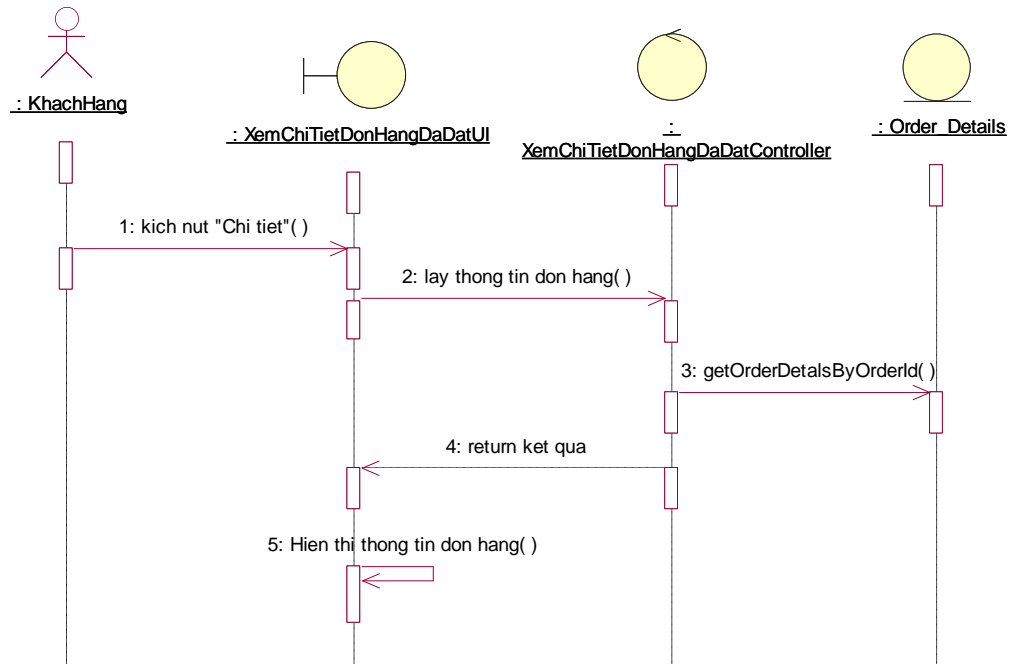 : KhachHang
: XemChiTietDonHangDaDatUI
:
XemChiTietDonHangDaDatController
: Order_Details
1: kich nut "Chi tiet"( )
2: lay thong tin don hang( )
3: getOrderDetalsByOrderId( )
4: return ket qua
5: Hien thi thong tin don hang( )